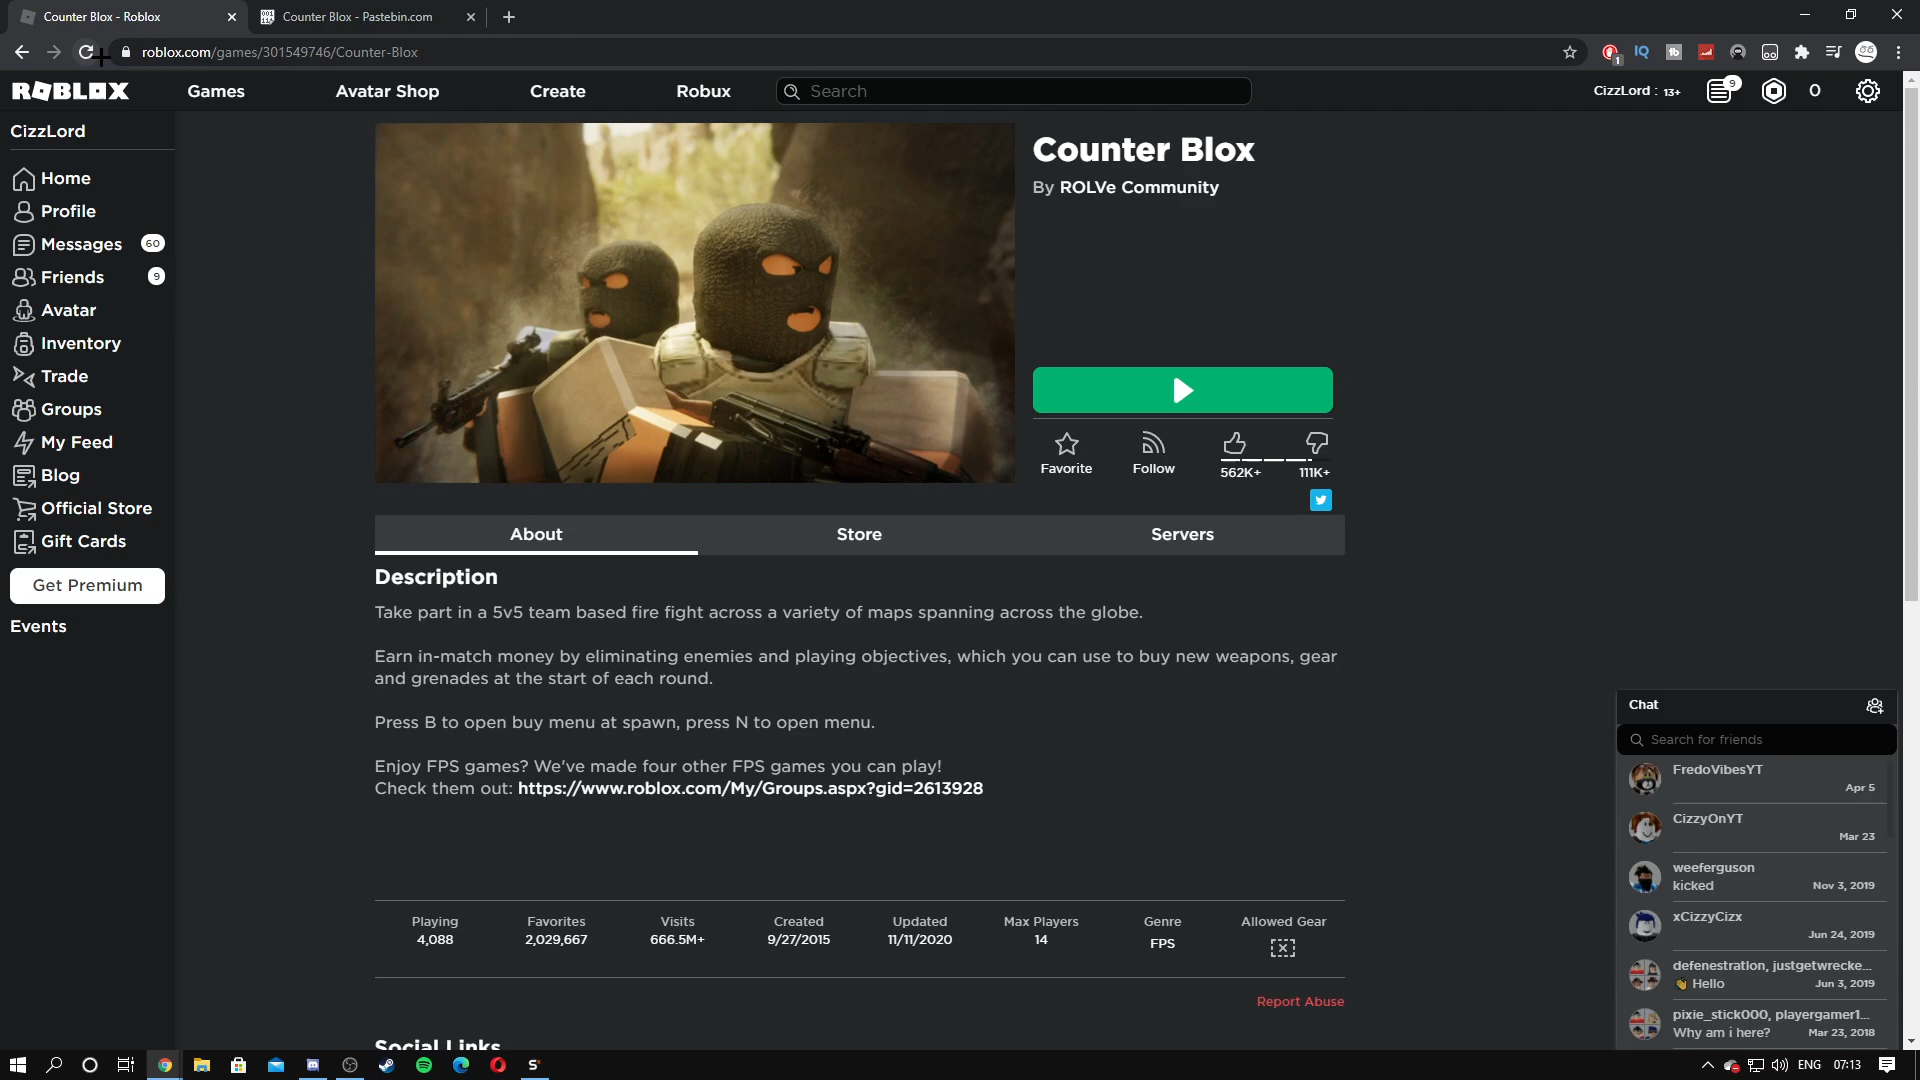 Counter Blox - Roblox
Counter Blox - Pastebin.com
roblox.com/games/301549746/Counter-Blox
1
ROBLOX
Games
Avatar Shop
Create
Robux
Search
CizzLord : 13+
9
0
CizzLord
Home
Profile
Messages 60
Friends 9
Avatar
Inventory
Trade
Groups
My Feed
Blog
Official Store
Gift Cards
Get Premium
Events
Counter Blox
By ROLVe Community
Favorite
Follow
562K+
111K+
About
Store
Servers
Description
Take part in a 5v5 team based fire fight across a variety of maps spanning across the globe.
Earn in-match money by eliminating enemies and playing objectives, which you can use to buy new weapons, gear
and grenades at the start of each round.
Press B to open buy menu at spawn, press N to open menu.
Enjoy FPS games? We've made four other FPS games you can play!
Check them out: https://www.roblox.com/My/Groups.aspx?gid=2613928
Playing
4,088
Favorites
2,029,667
Visits
666.5M+
Created
9/27/2015
Updated
11/11/2020
Max Players
14
Genre
FPS
Allowed Gear
Report Abuse
Social Links
Chat
Search for friends
FredoVibesYT
Apr 5
CizzyOnYT
Mar 23
weeferguson
kicked
Nov 3, 2019
xCizzyCizx
Jun 24, 2019
defenestration, justgetwrecke...
👋 Hello
Jun 3, 2019
pixie_stick000, playergamer1...
Why am i here?
Mar 23, 2018
ENG
07:13